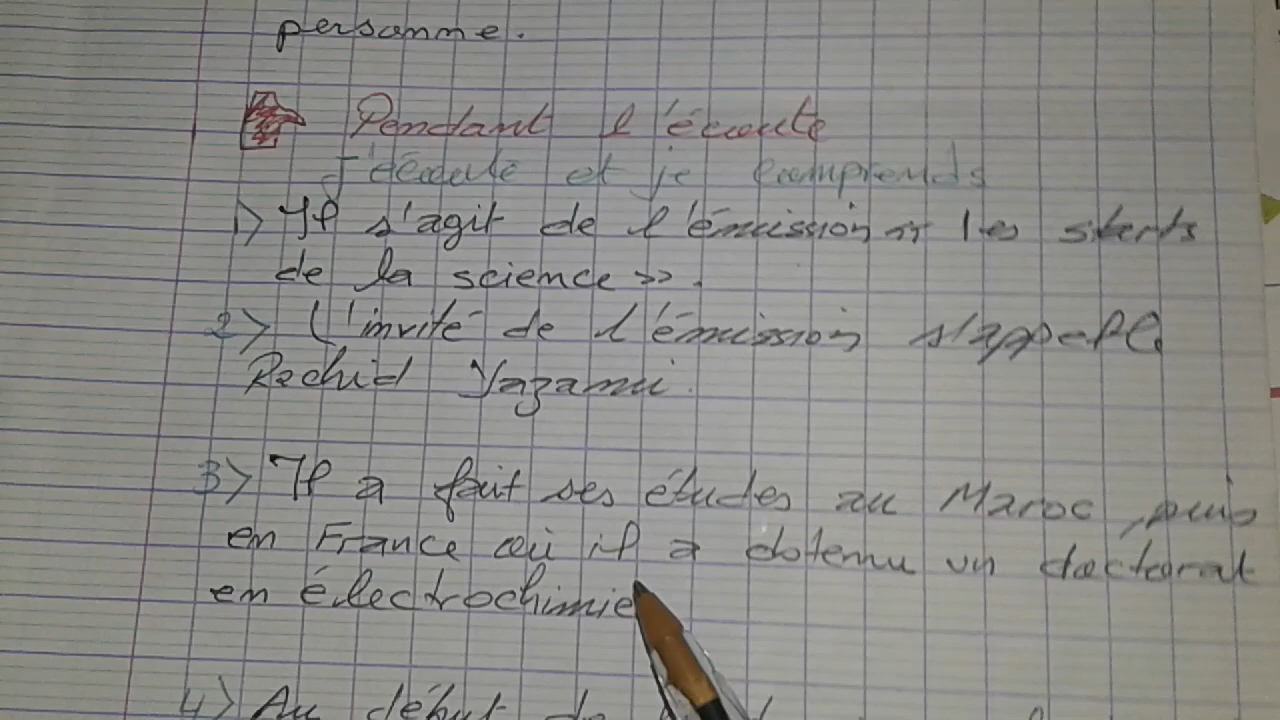 personne.
Pendant l'écoute
J'écoute et je comprends
1> Il s'agit de l'émission « les stars
de la science >>.
2> L'invité de l'émission s'appelle
Rachid Yazami.
3> Il a fait ses études au Maroc, puis
en France où il a obtenu un doctorat
en électrochimie
4> Au début de